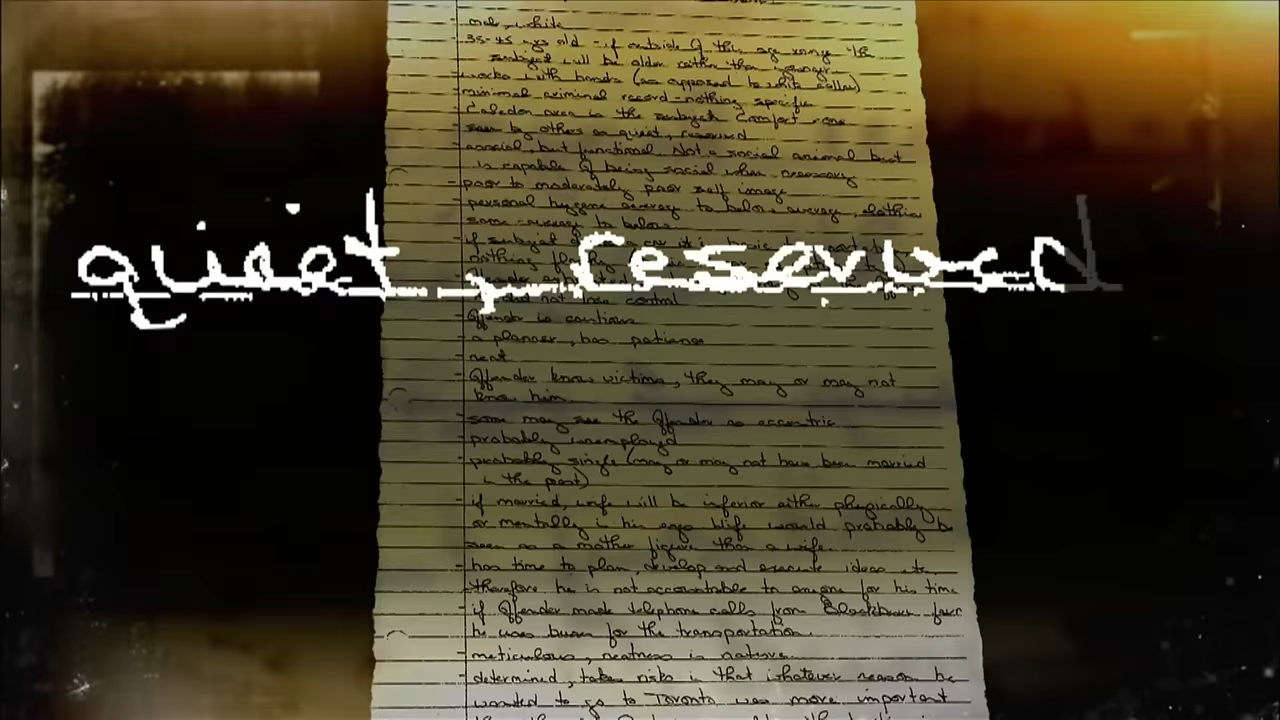 male, white
- 35-45 yrs old - if outside of this age range the
subject will be older rather than younger
- works with hands (as opposed to white collar)
- minimal criminal record - nothing specific
- Caledon area is the subjects comfort zone
- seen by others as quiet, reserved
- asocial, but functional. Not a social animal but
is capable of being social when necessary
- poor to moderately poor self image
- personal hygiene average to below average, clothing
same - average to below
quiet, reserved
- if subject
nothing
did not lose control
- Offender is cautious
- a planner, has patience
- neat
- Offender knows victims, they may or may not
know him.
- some may see the Offender as eccentric
- probably unemployed
- probably single (may or may not have been married
in the past)
- if married, wife will be inferior either physically
or mentally in his eyes. Wife would probably be
seen as a mother figure than a wife.
- has time to plan, develop and execute ideas etc.
therefore he is not accountable to anyone for his time
- if Offender made telephone calls from
he was for the transportation.
- meticulous, neatness is nature.
- determined, takes risks in that whatever reason he
wanted to go to Toronto was more important